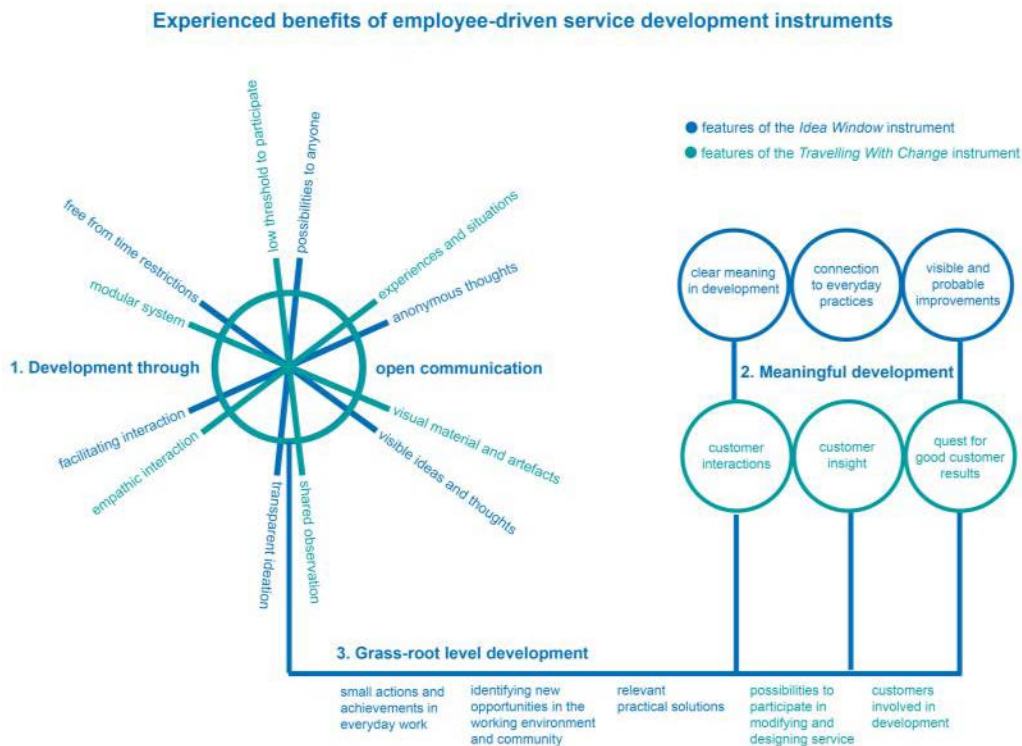 Experienced benefits of employee-driven service development instruments
features of the Idea Window instrument
features of the Travelling With Change instrument
low threshold to participate
possibilities to anyone
free from time restrictions
experiences and situations
modular system
anonymous thoughts
1. Development through
open communication
facilitating interaction
visual material and artefacts
empathic interaction
visible ideas and thoughts
transparent ideation
shared observation
clear meaning
in development
connection
to everyday
practices
visible and
probable
improvements
2. Meaningful development
customer
interactions
customer
insight
quest for
good customer
results
3. Grass-root level development
small actions and
achievements in
everyday work
identifying new
opportunities in the
working environment
and community
relevant
practical solutions
possibilities to
participate in
modifying and
designing service
customers
involved in
development